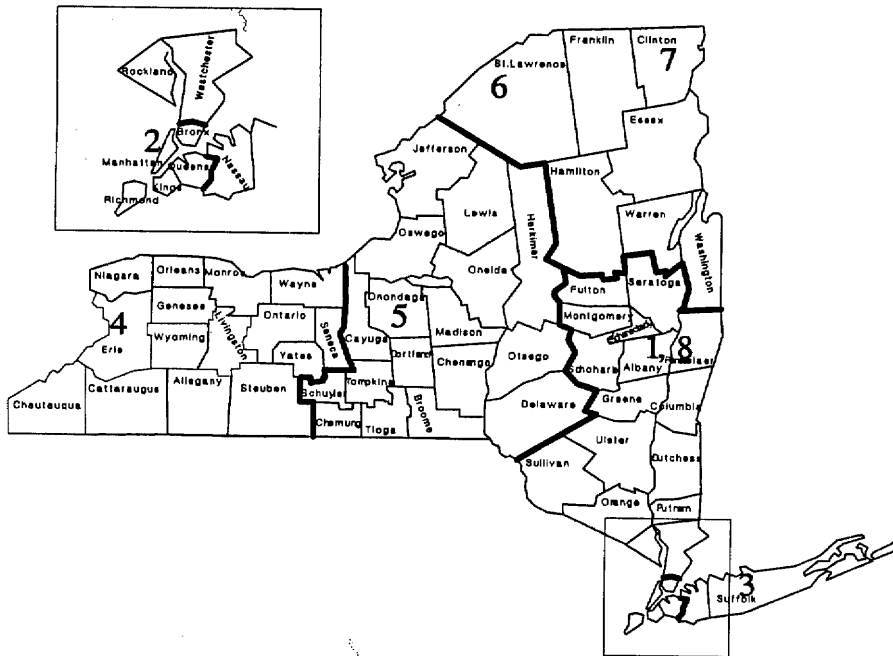 Rockland
Westchester
2
Bronx
Manhattan
Queens
Nassau
Kings
Richmond
Franklin
Clinton
7
St. Lawrence
6
Essex
Jefferson
Hamilton
Lewis
Herkimer
Warren
Washington
Oswego
Oneida
Niagara
Orleans
Monroe
Wayne
Fulton
Saratoga
Genesee
Onondaga
Montgomery
Ontario
5
Madison
Schenectady
4
Livingston
Seneca
Wyoming
Cayuga
Erie
Yates
Cortland
Chenango
Otsego
1, 8
Rensselaer
Schoharie
Albany
Allegany
Steuben
Schuyler
Tompkins
Cattaraugus
Chautauqua
Broome
Delaware
Greene
Columbia
Chemung
Tioga
Ulster
Sullivan
Dutchess
Orange
Putnam
3
Suffolk